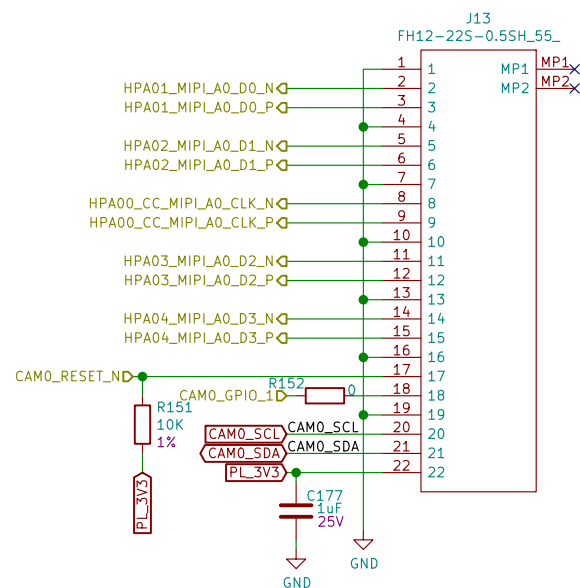 J13
FH12-22S-0.5SH_55_
1 1 MP1 MP1
HPA01_MIPI_A0_D0_N 2 2 MP2 MP2
HPA01_MIPI_A0_D0_P 3 3
4 4
HPA02_MIPI_A0_D1_N 5 5
HPA02_MIPI_A0_D1_P 6 6
7 7
HPA00_CC_MIPI_A0_CLK_N 8 8
HPA00_CC_MIPI_A0_CLK_P 9 9
10 10
HPA03_MIPI_A0_D2_N 11 11
HPA03_MIPI_A0_D2_P 12 12
13 13
HPA04_MIPI_A0_D3_N 14 14
HPA04_MIPI_A0_D3_P 15 15
16 16
CAM0_RESET_N 17 17
R152
CAM0_GPIO_1 0 18 18
R151
10K
1%
19 19
CAM0_SCL CAM0_SCL 20 20
CAM0_SDA CAM0_SDA 21 21
PL_3V3 22 22
PL_3V3
C177
1uF
25V
GND
GND